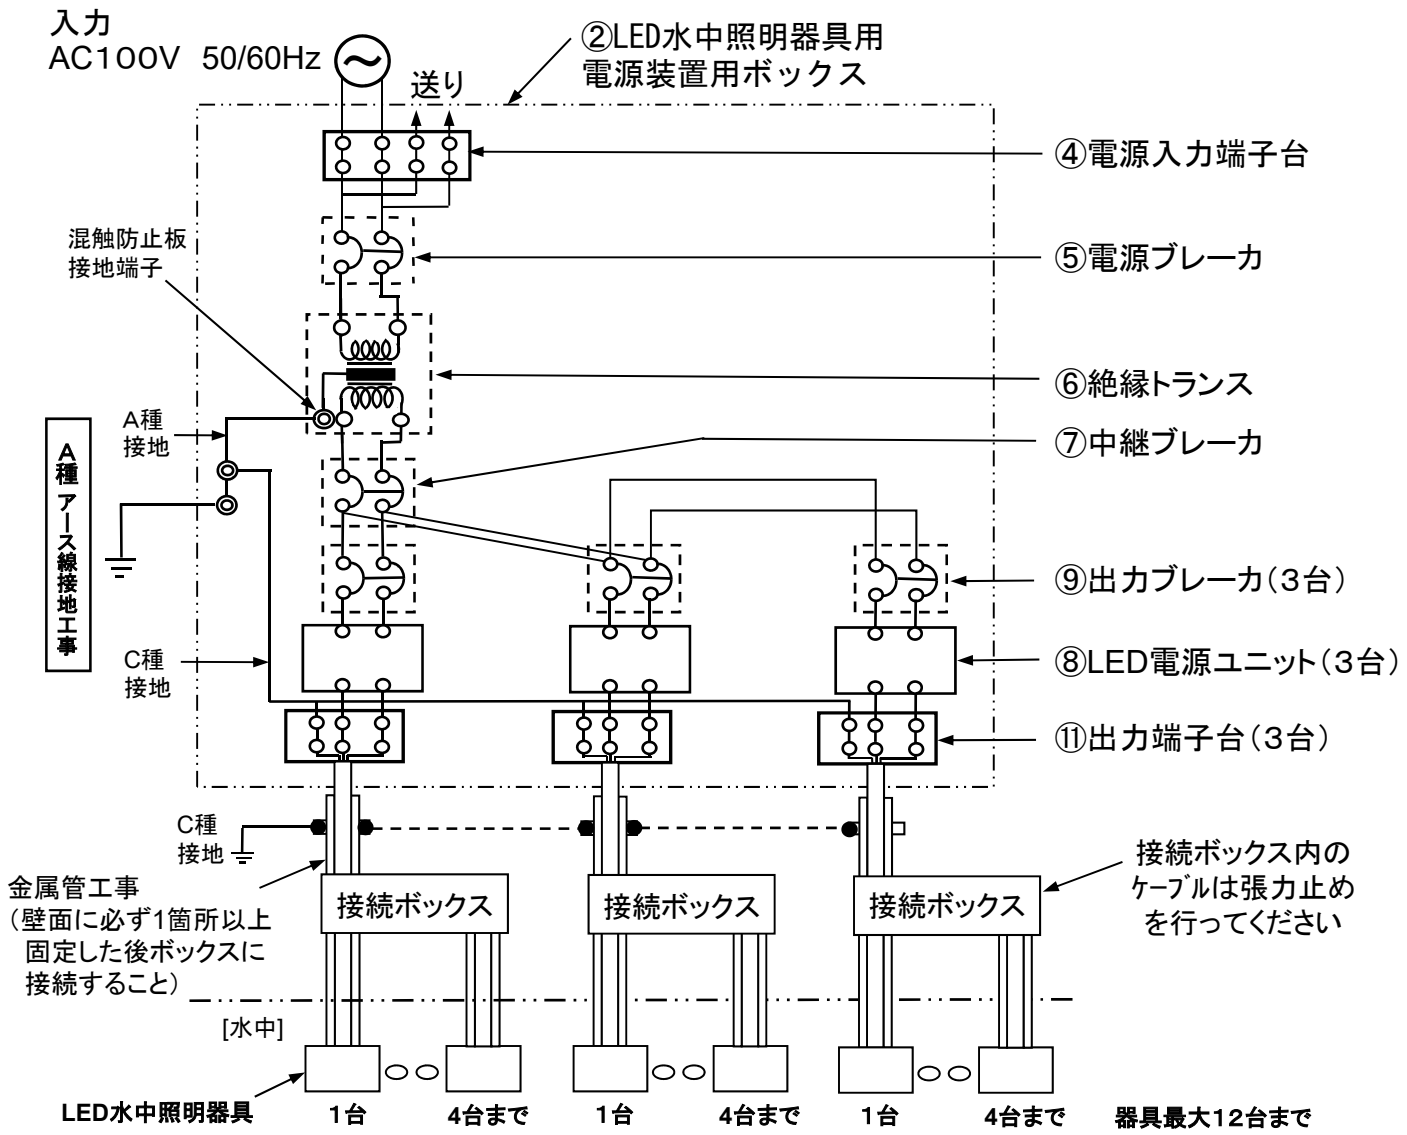 入力
AC100V 50/60Hz
送り
②LED水中照明器具用
電源装置用ボックス
④電源入力端子台
混触防止板
接地端子
⑤電源ブレーカ
⑥絶縁トランス
A種
接地
⑦中継ブレーカ
A種 アース線接地工事
⑨出力ブレーカ(3台)
C種
接地
⑧LED電源ユニット(3台)
⑪出力端子台(3台)
C種
接地
金属管工事
(壁面に必ず1箇所以上
固定した後ボックスに
接続すること)
接続ボックス
接続ボックス
接続ボックス
接続ボックス内の
ケーブルは張力止め
を行ってください
[水中]
LED水中照明器具
1台
4台まで
1台
4台まで
1台
4台まで
器具最大12台まで